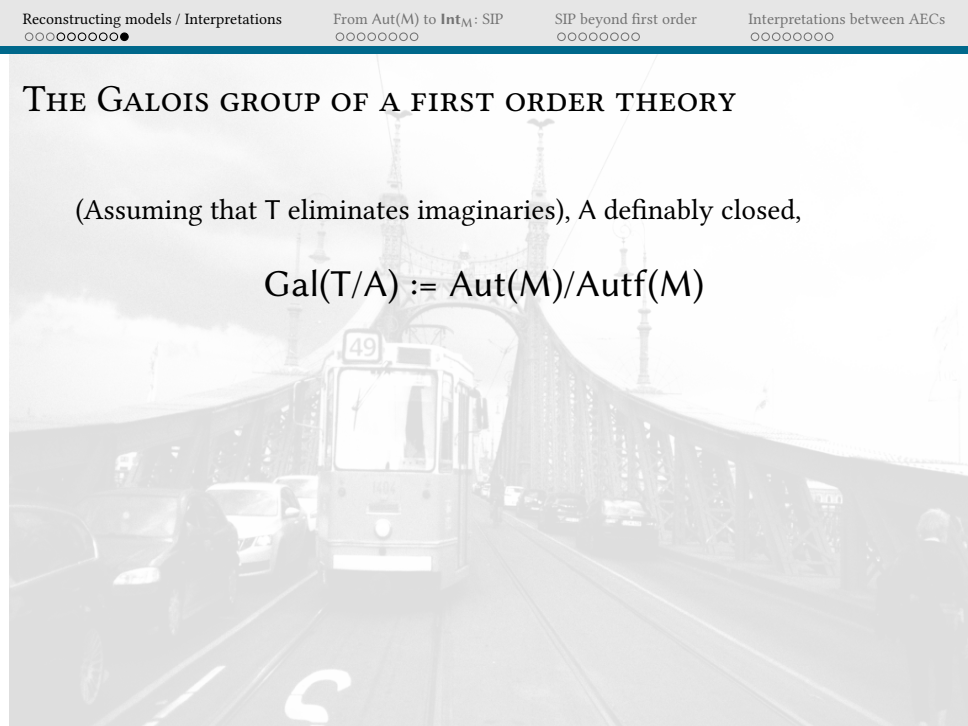 Reconstructing models / Interpretations
From Aut(M) to Int_M: SIP
SIP beyond first order
Interpretations between AECs
The Galois group of a first order theory
(Assuming that T eliminates imaginaries), A definably closed,
Gal(T/A) := Aut(M)/Autf(M)
49